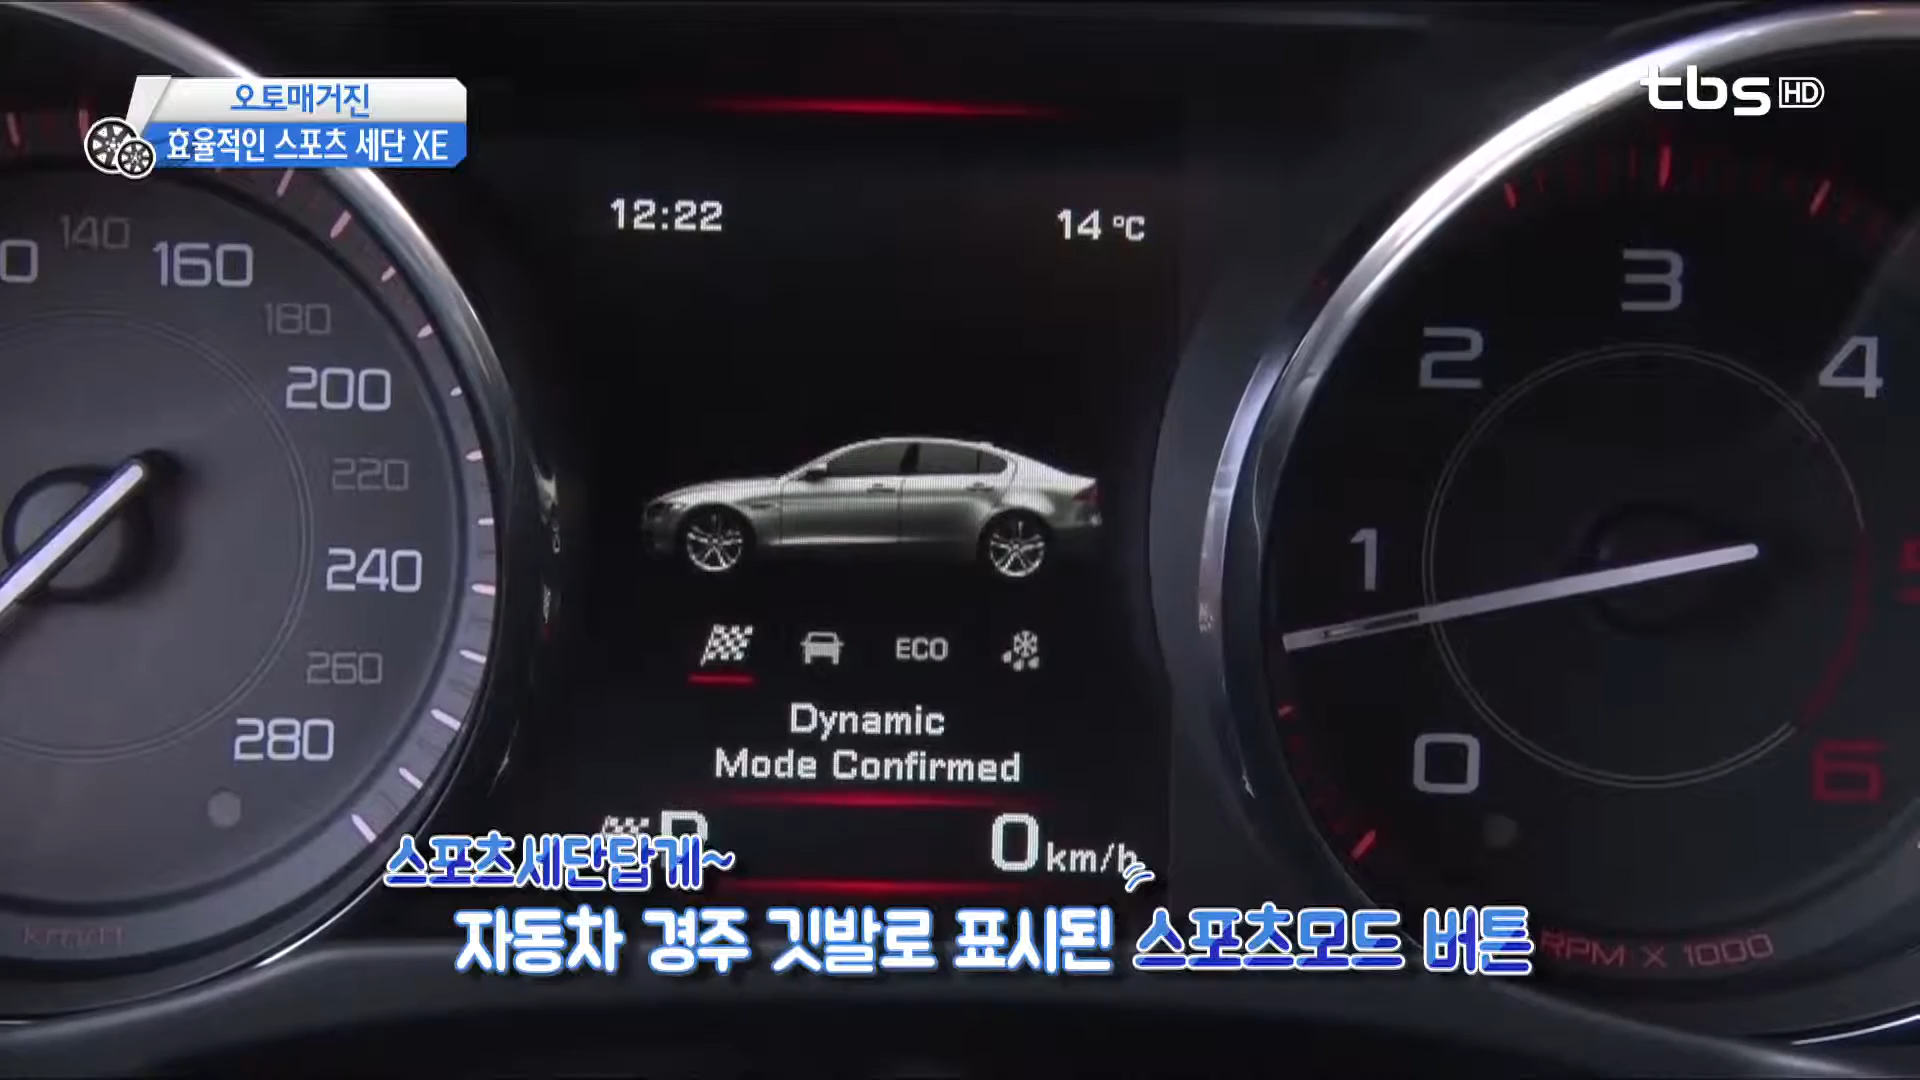 오토매거진
효율적인 스포츠 세단 XE
tbs HD
12:22
14 °C
140
160
180
200
220
240
260
280
km/h
ECO
Dynamic
Mode Confirmed
0 km/h
0
1
2
3
4
6
RPM X 1000
스포츠세단답게~
자동차 경주 깃발로 표시된 스포츠모드 버튼